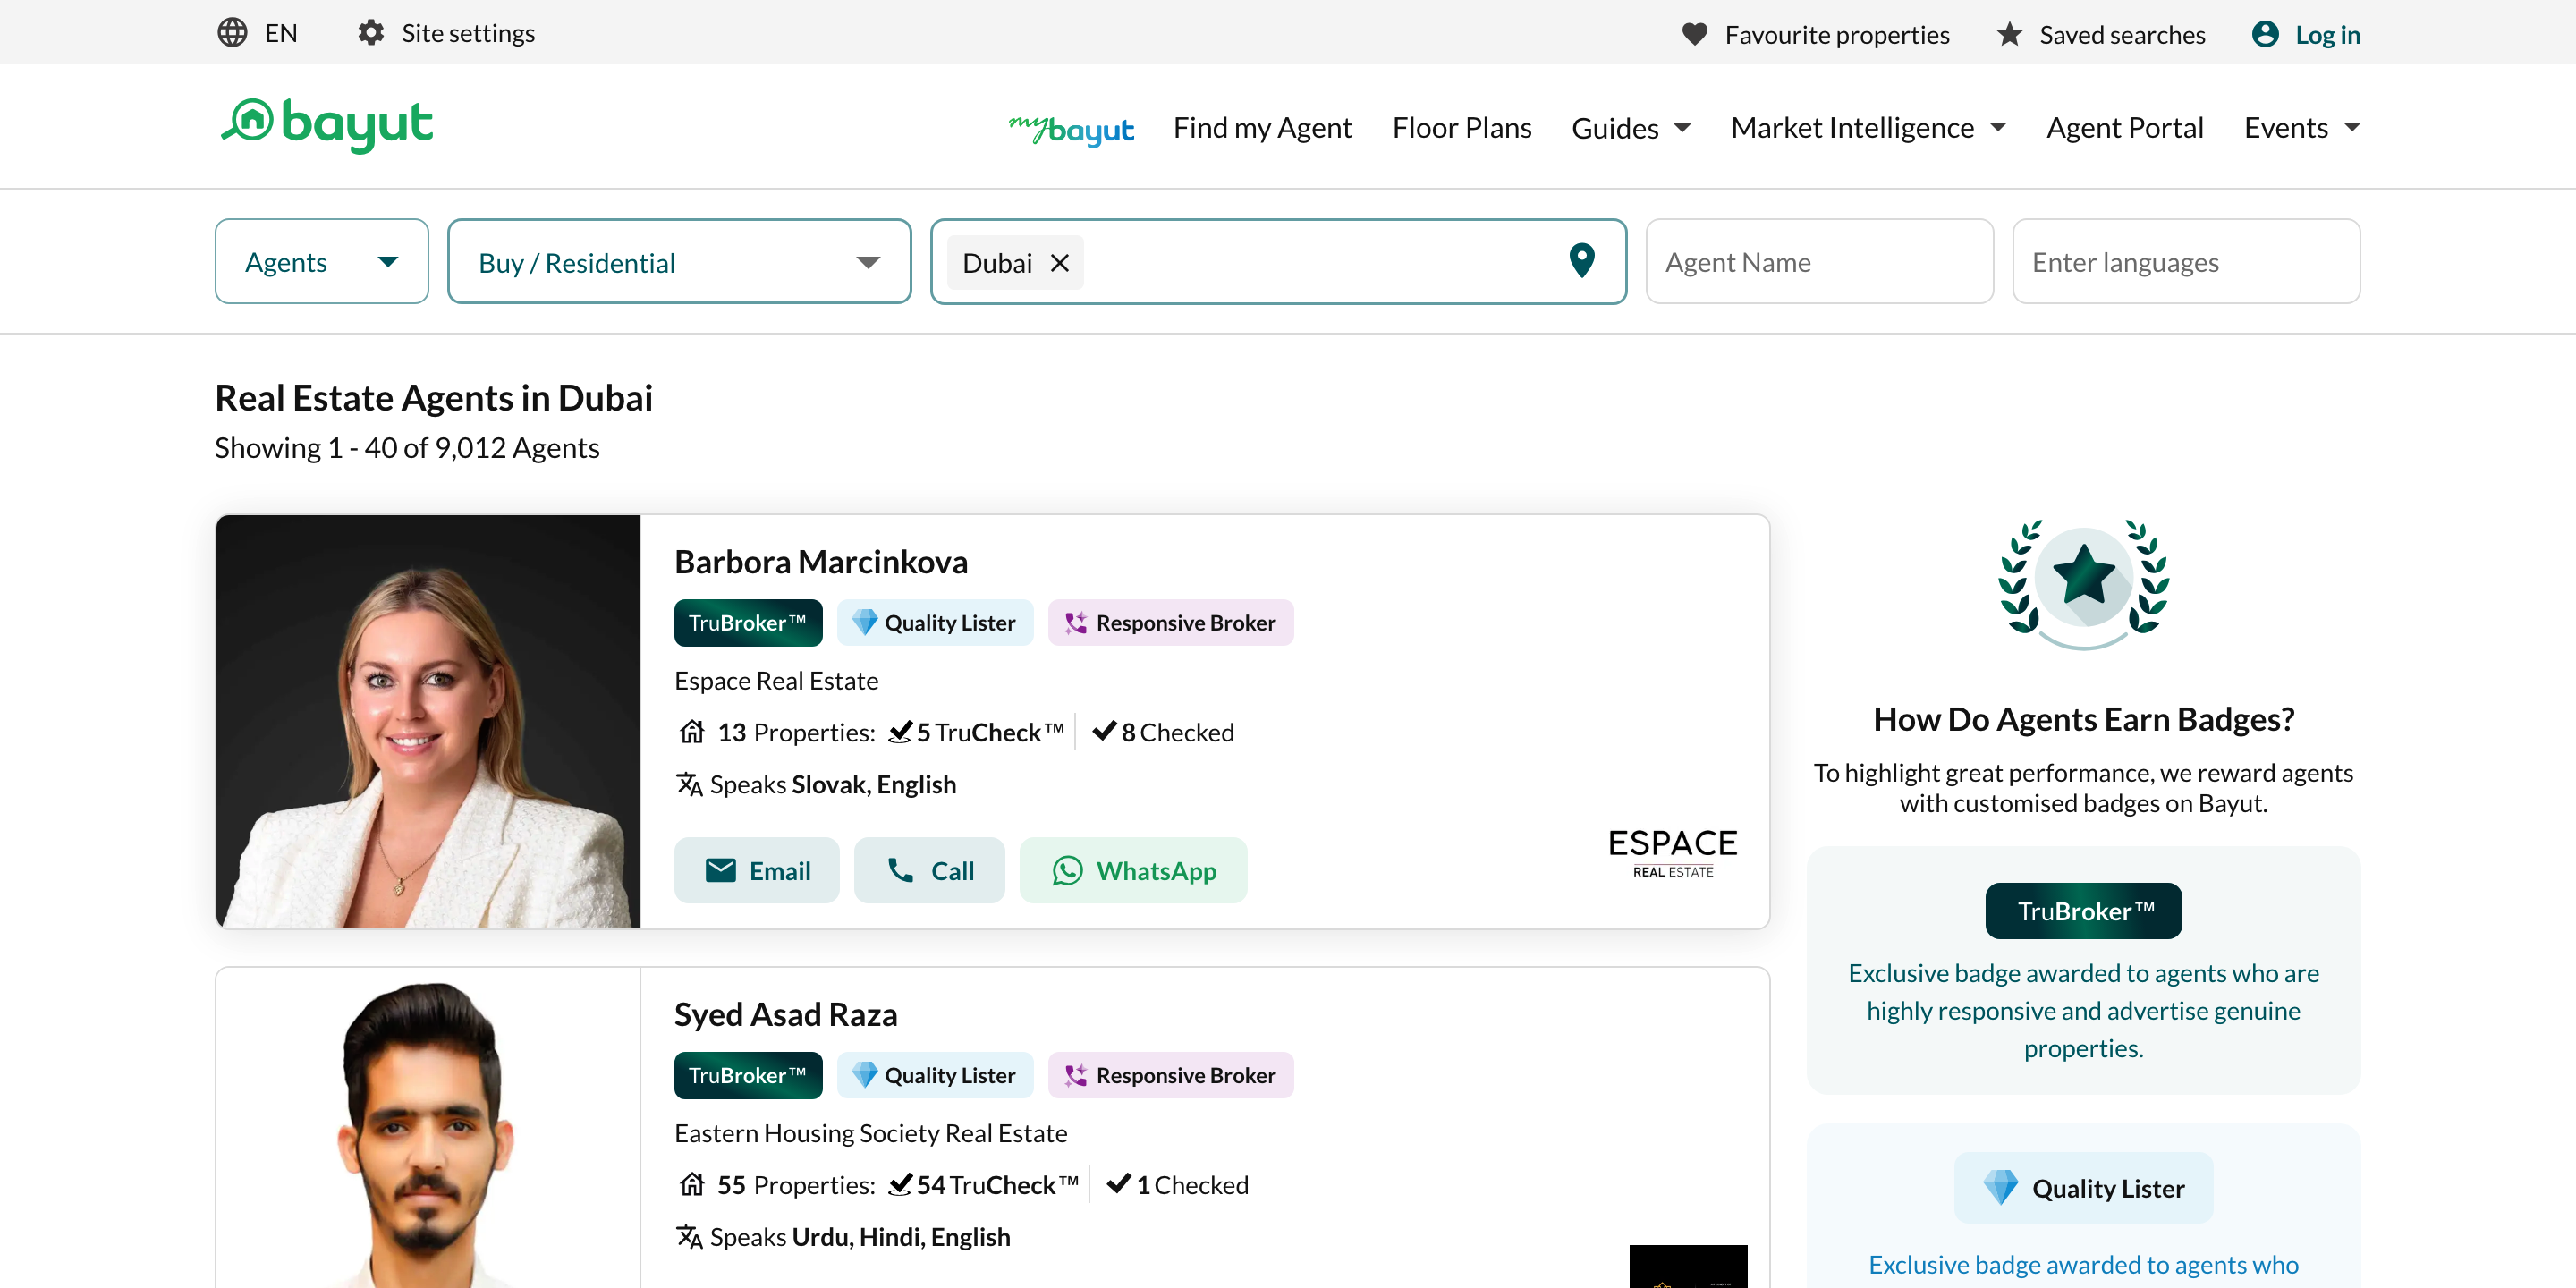 EN
Site settings
Favourite properties
Saved searches
Log in
bayut
mybayut
Find my Agent
Floor Plans
Guides
Market Intelligence
Agent Portal
Events
Agents
Buy / Residential
Dubai
Agent Name
Enter languages
Real Estate Agents in Dubai
Showing 1 - 40 of 9,012 Agents
Barbora Marcinkova
TruBroker™
Quality Lister
Responsive Broker
Espace Real Estate
13 Properties: 5 TruCheck™ 8 Checked
Speaks Slovak, English
Email
Call
WhatsApp
ESPACE
REAL ESTATE
Syed Asad Raza
TruBroker™
Quality Lister
Responsive Broker
Eastern Housing Society Real Estate
55 Properties: 54 TruCheck™ 1 Checked
Speaks Urdu, Hindi, English
How Do Agents Earn Badges?
To highlight great performance, we reward agents
with customised badges on Bayut.
TruBroker™
Exclusive badge awarded to agents who are
highly responsive and advertise genuine
properties.
Quality Lister
Exclusive badge awarded to agents who